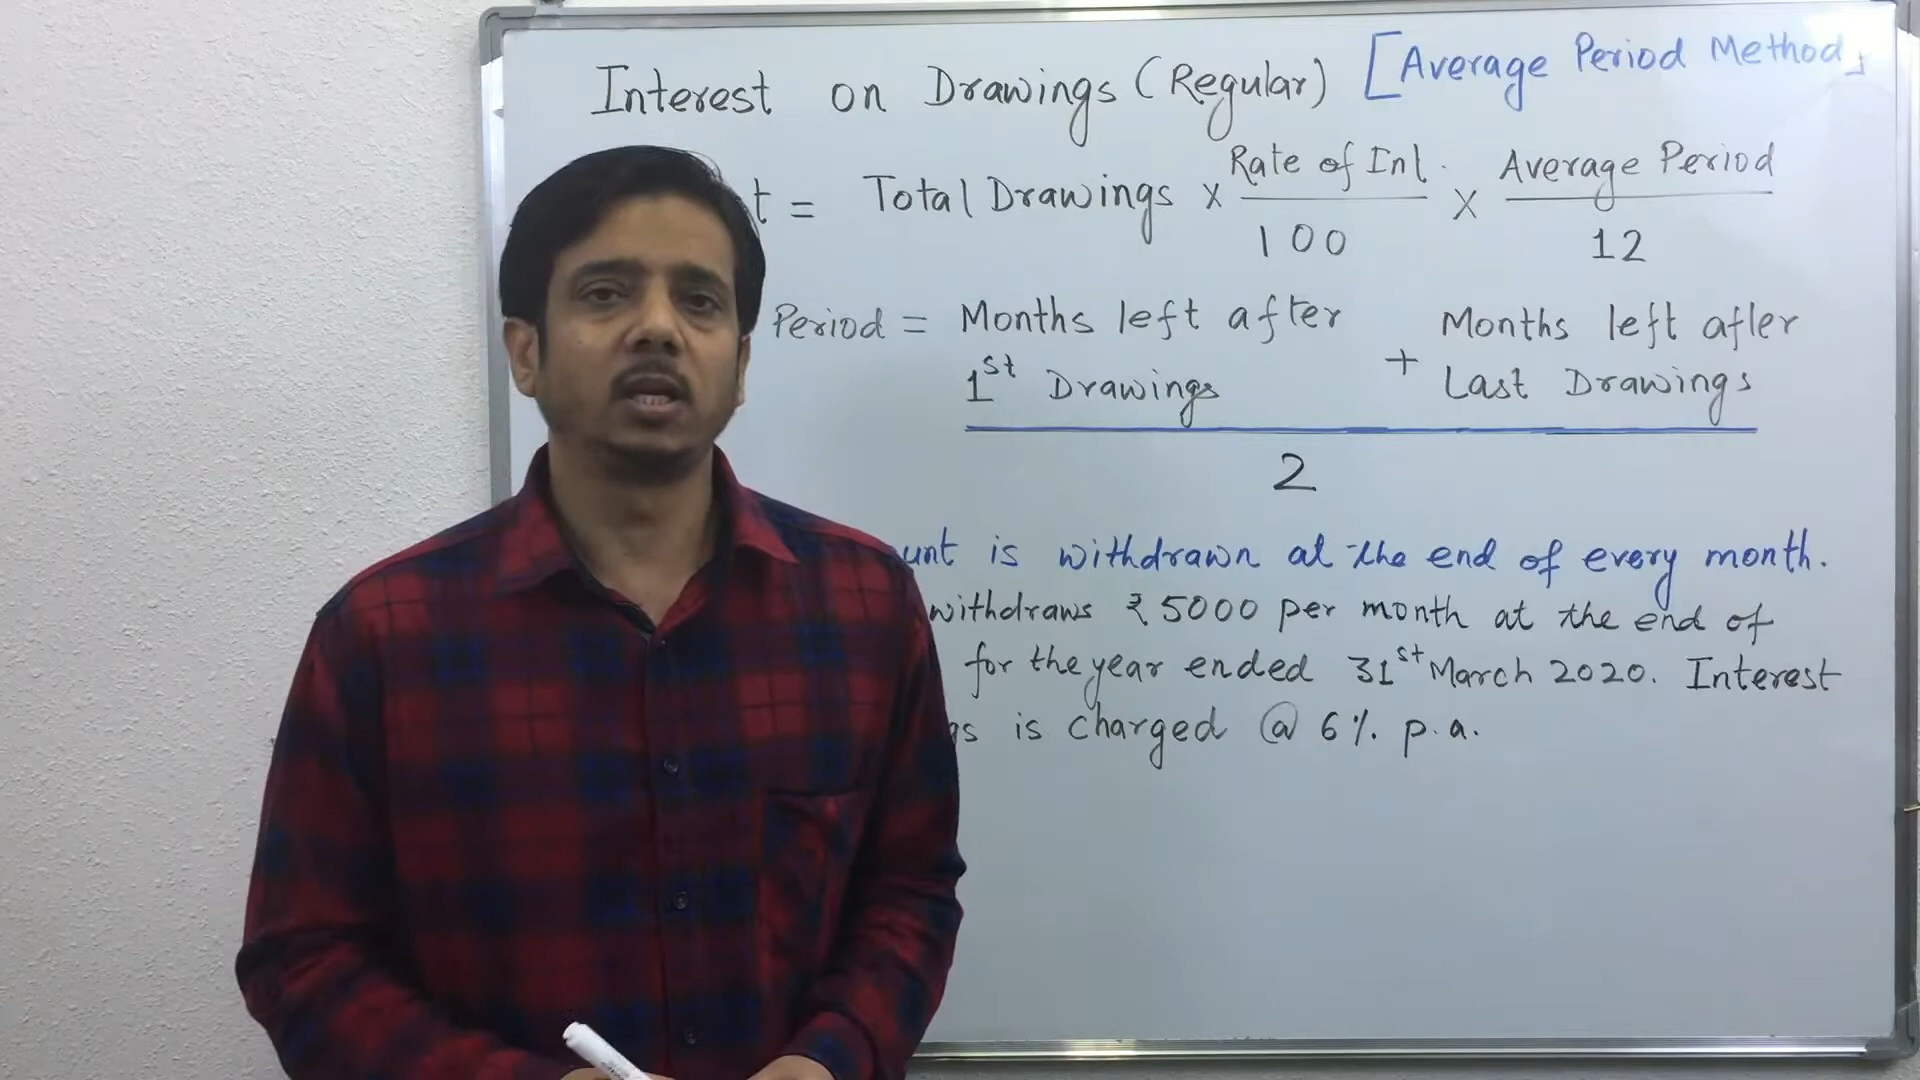 Interest on Drawings (Regular) [Average Period Method]
Rate of Int. Average Period
t = Total Drawings × ×
100 12
Period = Months left after Months left after
1st Drawings + Last Drawings
2
unt is withdrawn at the end of every month.
withdraws ₹5000 per month at the end of
for the year ended 31st March 2020. Interest
gs is charged @ 6%. p.a.